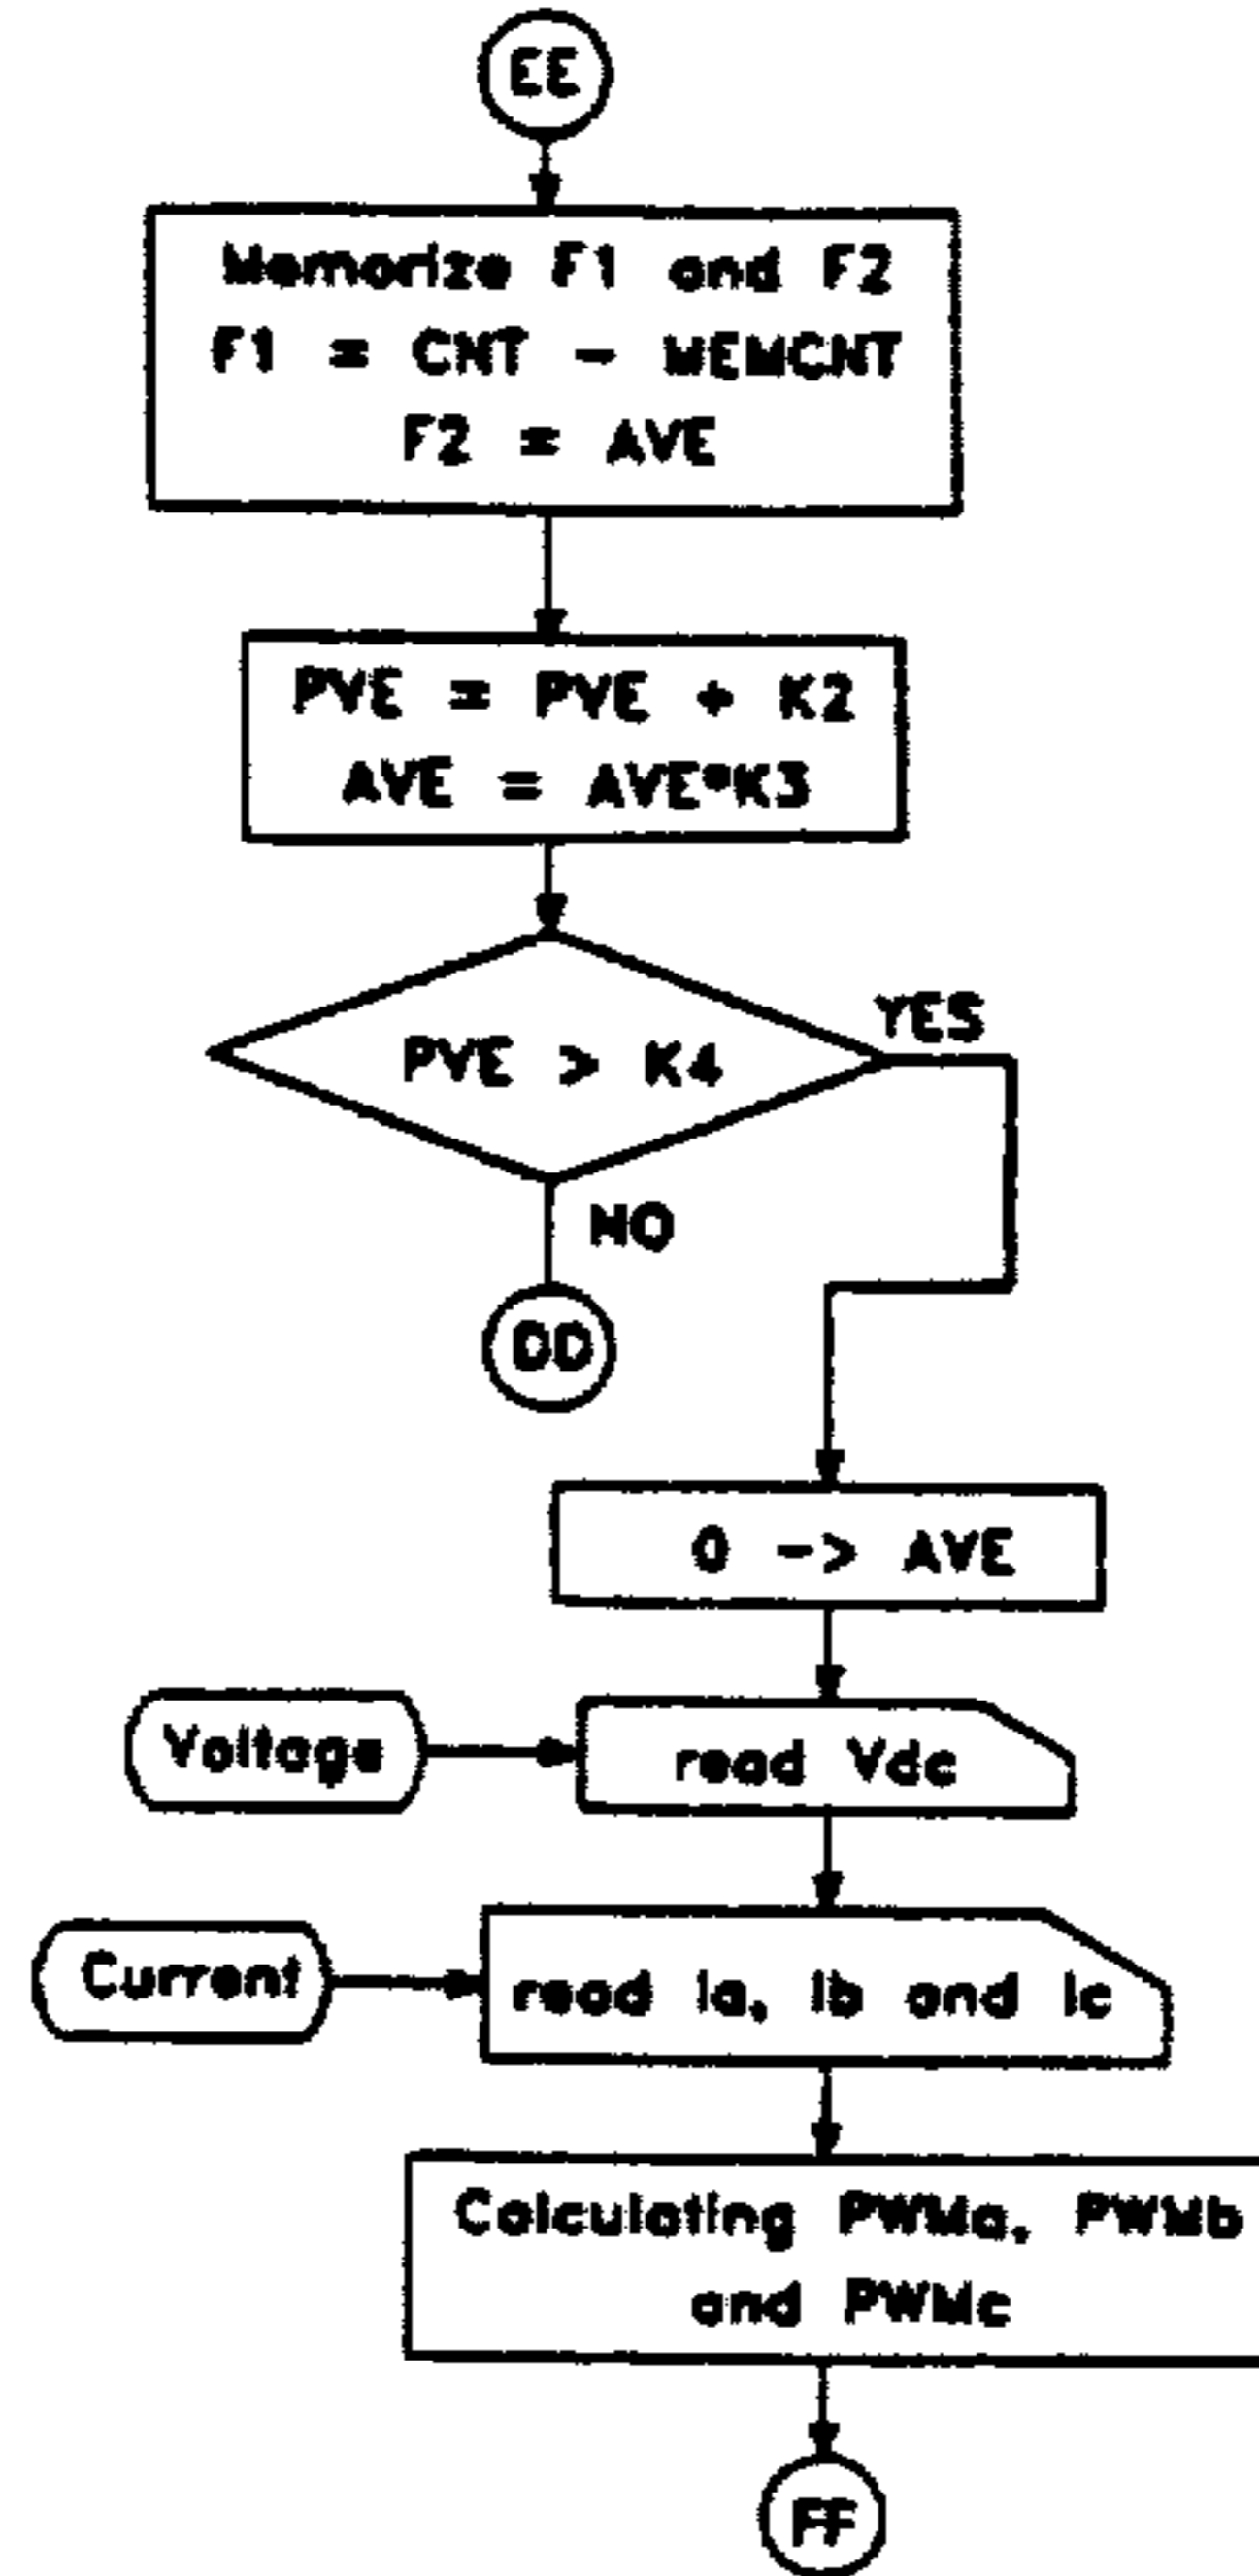 EE
Memorize F1 and F2
F1 = CNT - MEMCNT
F2 = AVE
PVE = PVE + K2
AVE = AVE*K3
PVE > K4
YES
NO
DD
0 -> AVE
Voltage
read Vdc
Current
read Ia, Ib and Ic
Calculating PWMa, PWMb
and PWMc
FF